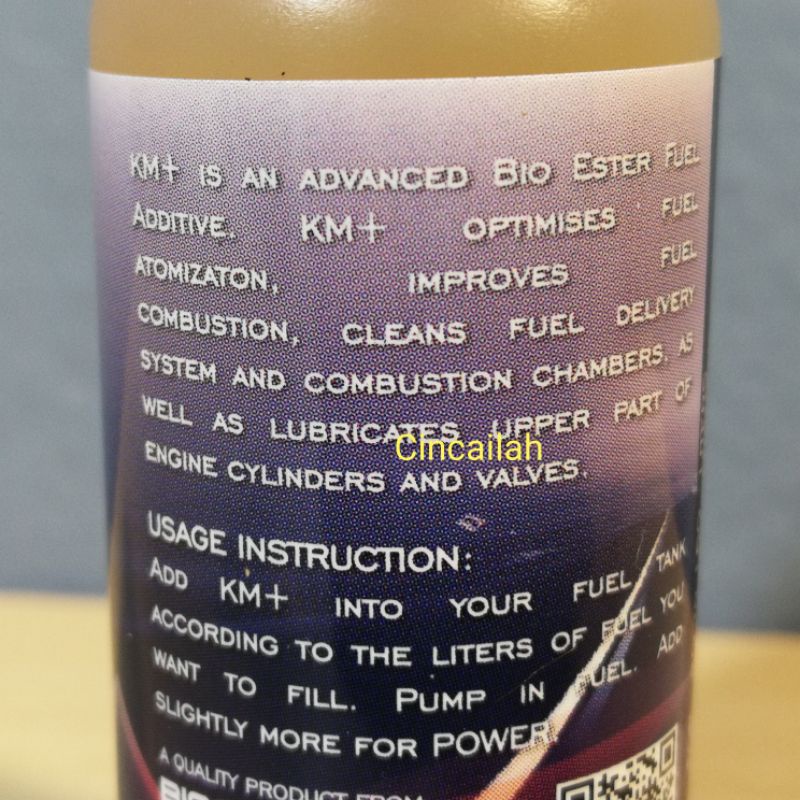 KM+ IS AN ADVANCED BIO ESTER FUEL
ADDITIVE. KM+ OPTIMISES FUEL
ATOMIZATON, IMPROVES FUEL
COMBUSTION, CLEANS FUEL DELIVERY
SYSTEM AND COMBUSTION CHAMBERS, AS
WELL AS LUBRICATES UPPER PART OF
Cincailah
ENGINE CYLINDERS AND VALVES.
USAGE INSTRUCTION:
ADD KM+ INTO YOUR FUEL TANK
ACCORDING TO THE LITERS OF FUEL YOU
WANT TO FILL. PUMP IN FUEL. ADD
SLIGHTLY MORE FOR POWER.
A QUALITY PRODUCT FROM